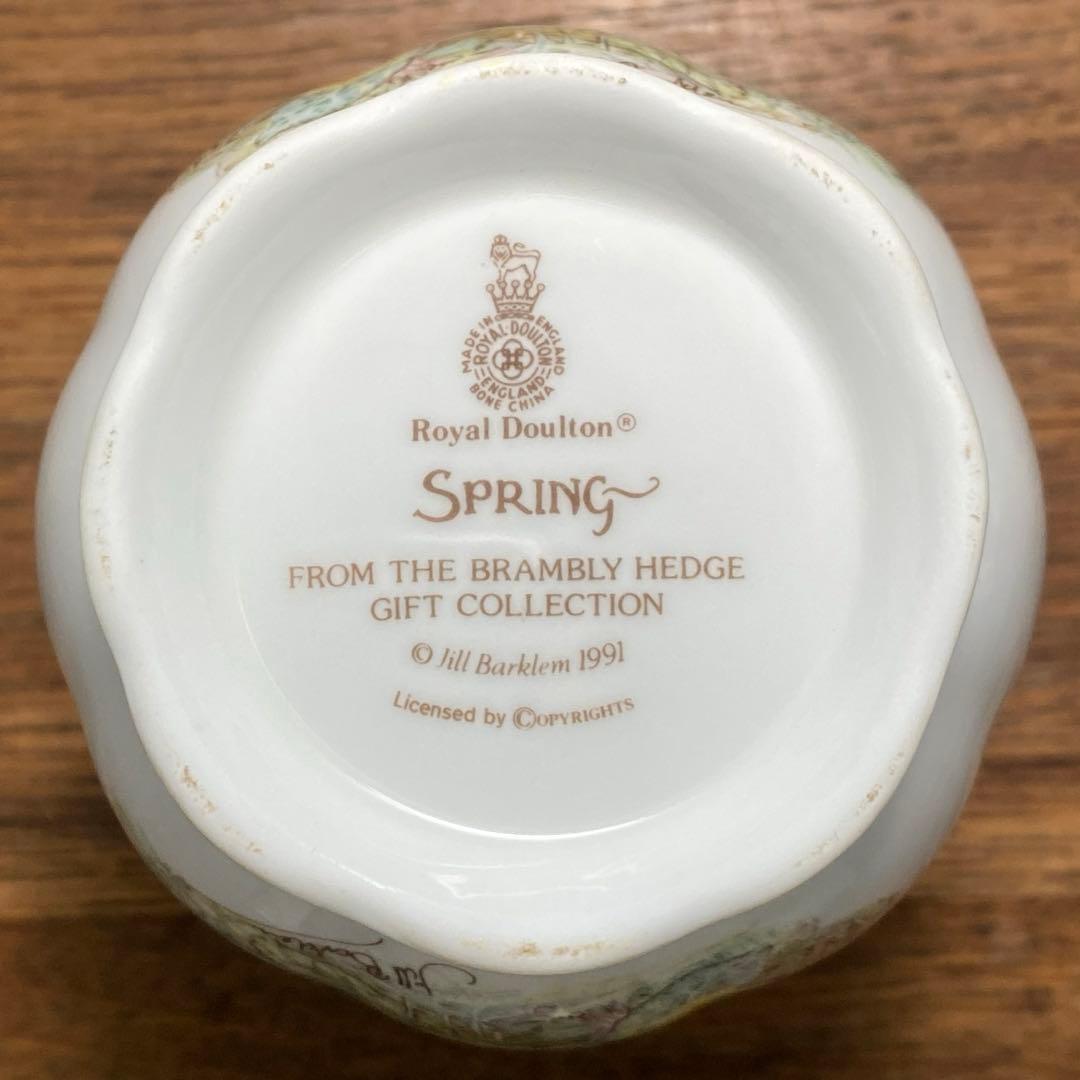 MADE IN ENGLAND
ROYAL·DOULTON
ENGLAND
BONE CHINA
Royal Doulton®
SPRING
FROM THE BRAMBLY HEDGE
GIFT COLLECTION
© Jill Barklem 1991
Licensed by ©OPYRIGHTS
Jill